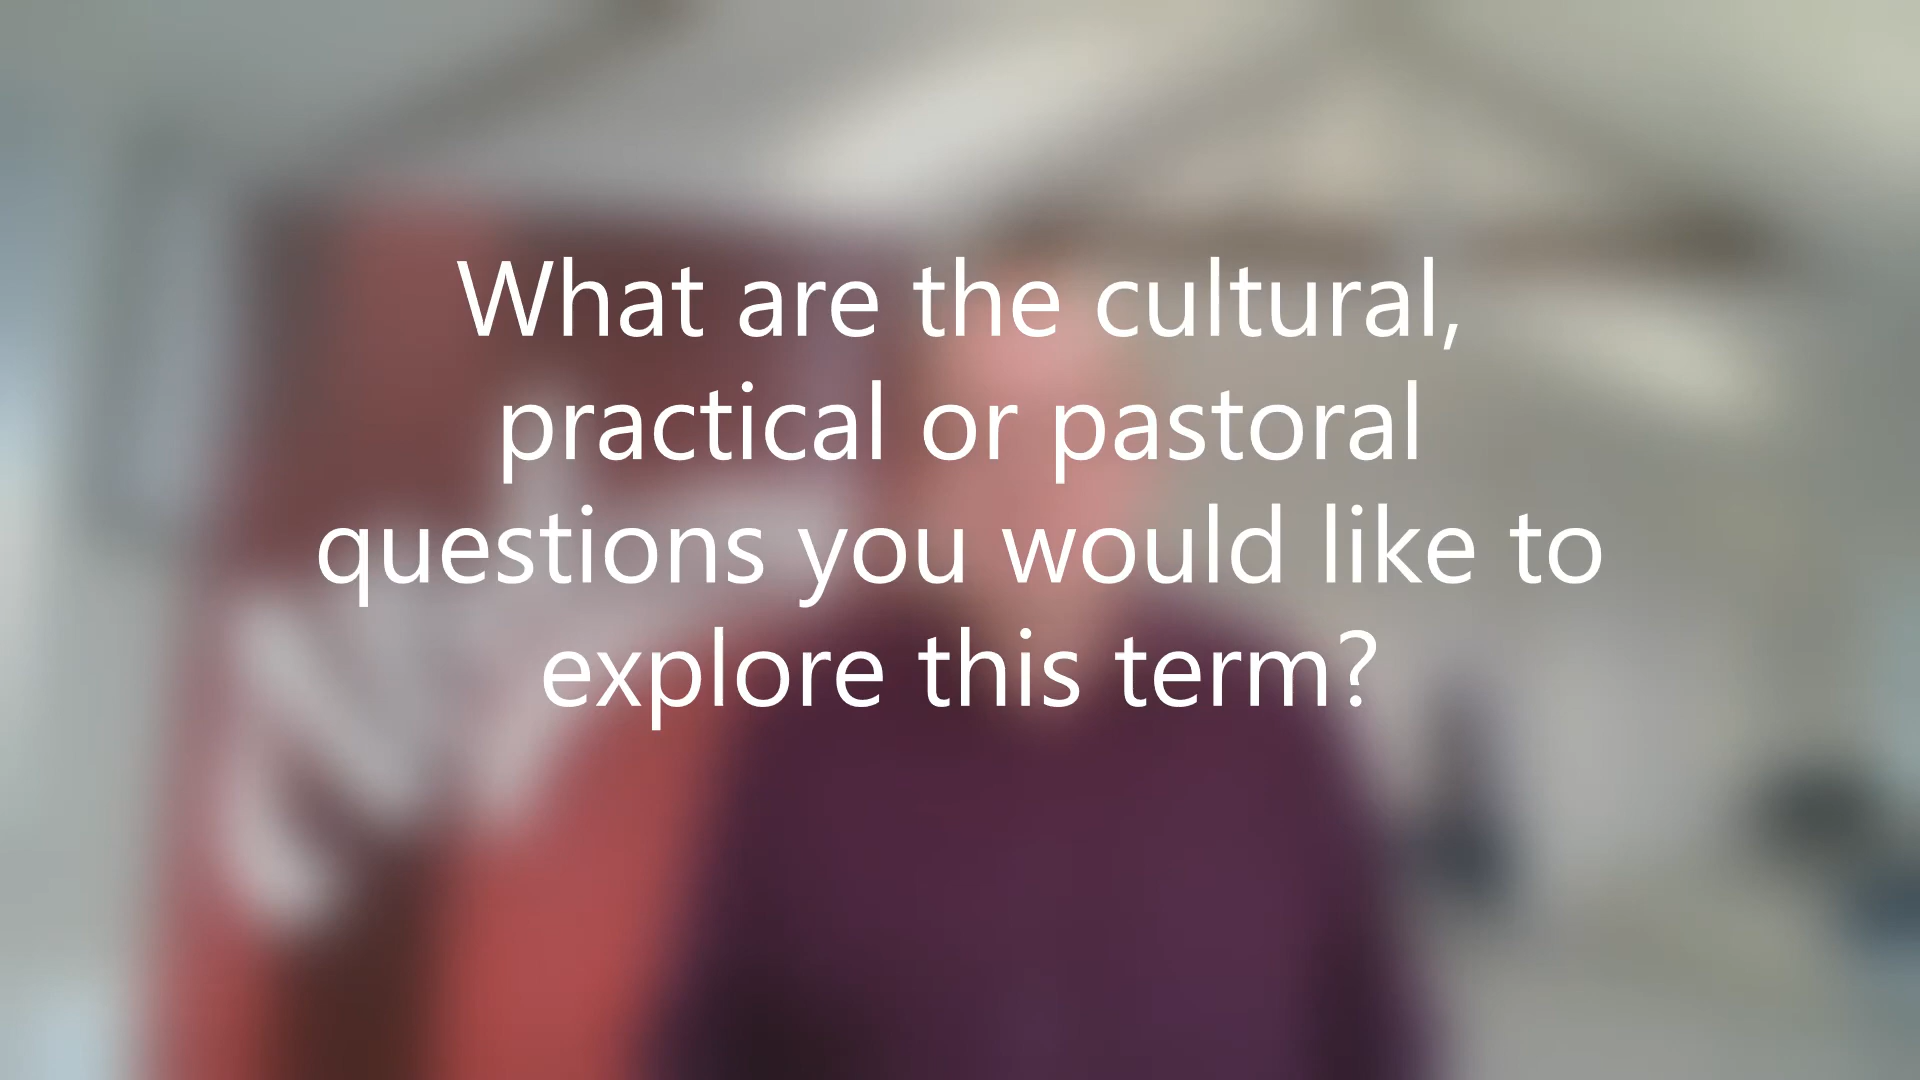 What are the cultural,
practical or pastoral
questions you would like to
explore this term?